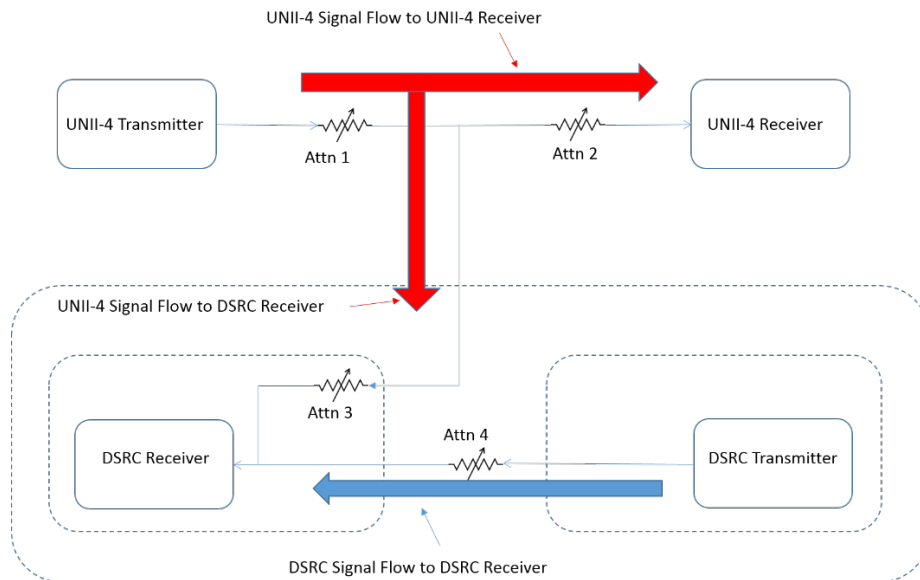 UNII-4 Signal Flow to UNII-4 Receiver
UNII-4 Transmitter
UNII-4 Receiver
Attn 1
Attn 2
UNII-4 Signal Flow to DSRC Receiver
Attn 3
Attn 4
DSRC Receiver
DSRC Transmitter
DSRC Signal Flow to DSRC Receiver